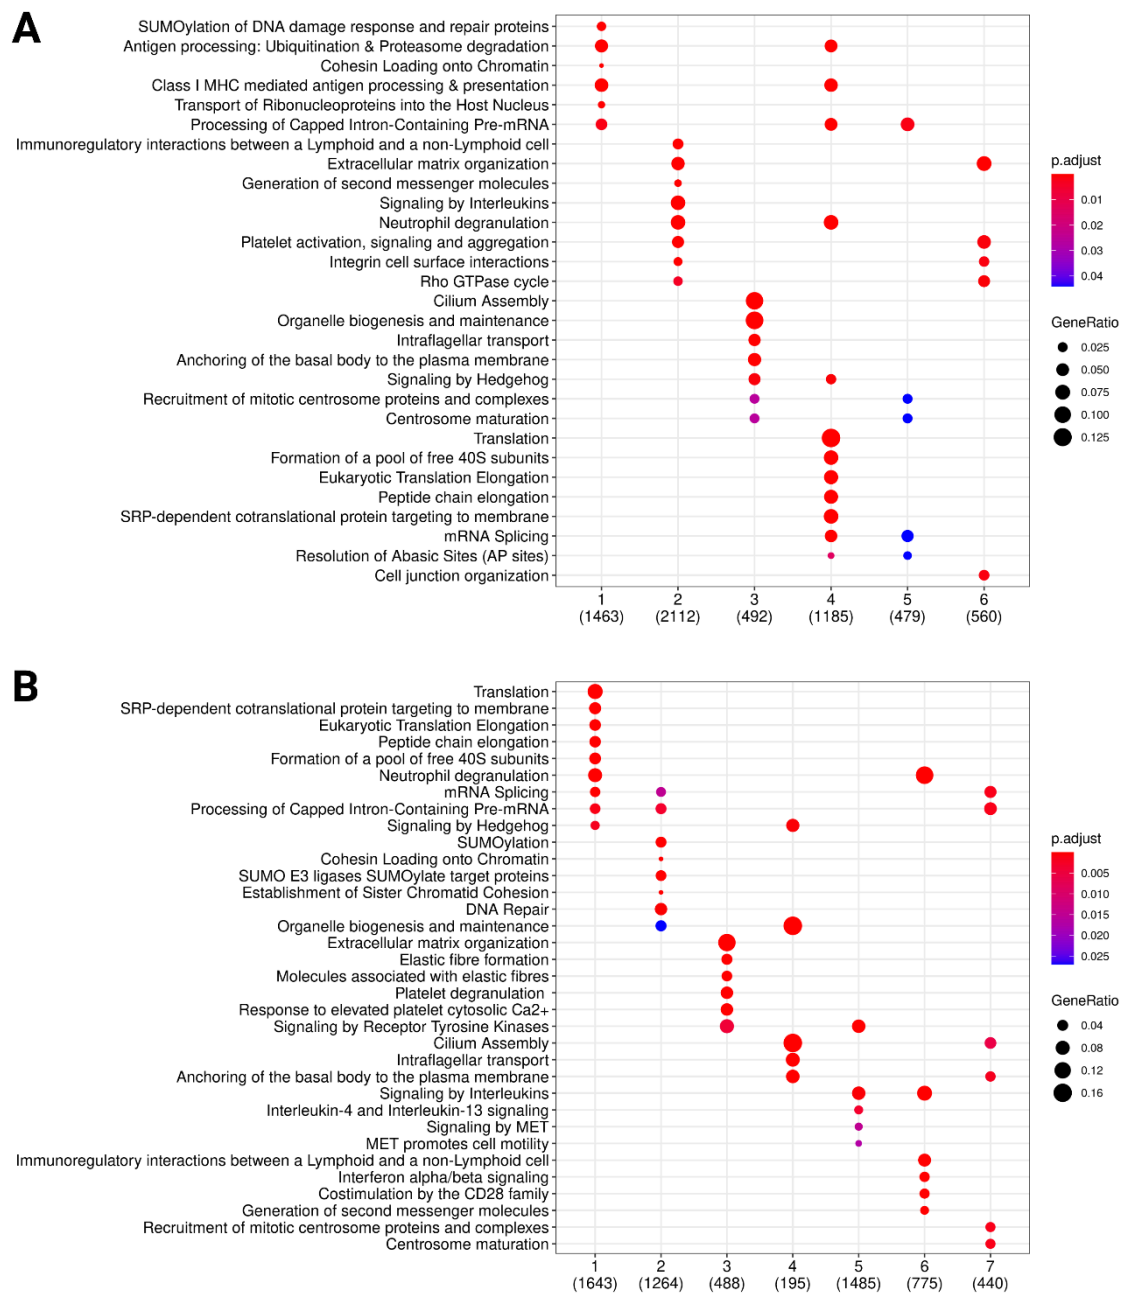 A
SUMOylation of DNA damage response and repair proteins
Antigen processing: Ubiquitination & Proteasome degradation
Cohesin Loading onto Chromatin
Class I MHC mediated antigen processing & presentation
Transport of Ribonucleoproteins into the Host Nucleus
Processing of Capped Intron-Containing Pre-mRNA
Immunoregulatory interactions between a Lymphoid and a non-Lymphoid cell
Extracellular matrix organization
Generation of second messenger molecules
Signaling by Interleukins
Neutrophil degranulation
Platelet activation, signaling and aggregation
Integrin cell surface interactions
Rho GTPase cycle
Cilium Assembly
Organelle biogenesis and maintenance
Intraflagellar transport
Anchoring of the basal body to the plasma membrane
Signaling by Hedgehog
Recruitment of mitotic centrosome proteins and complexes
Centrosome maturation
Translation
Formation of a pool of free 40S subunits
Eukaryotic Translation Elongation
Peptide chain elongation
SRP-dependent cotranslational protein targeting to membrane
mRNA Splicing
Resolution of Abasic Sites (AP sites)
Cell junction organization
1 2 3 4 5 6
(1463) (2112) (492) (1185) (479) (560)
p.adjust
0.01
0.02
0.03
0.04
GeneRatio
0.025
0.050
0.075
0.100
0.125
B
Translation
SRP-dependent cotranslational protein targeting to membrane
Eukaryotic Translation Elongation
Peptide chain elongation
Formation of a pool of free 40S subunits
Neutrophil degranulation
mRNA Splicing
Processing of Capped Intron-Containing Pre-mRNA
Signaling by Hedgehog
SUMOylation
Cohesin Loading onto Chromatin
SUMO E3 ligases SUMOylate target proteins
Establishment of Sister Chromatid Cohesion
DNA Repair
Organelle biogenesis and maintenance
Extracellular matrix organization
Elastic fibre formation
Molecules associated with elastic fibres
Platelet degranulation
Response to elevated platelet cytosolic Ca2+
Signaling by Receptor Tyrosine Kinases
Cilium Assembly
Intraflagellar transport
Anchoring of the basal body to the plasma membrane
Signaling by Interleukins
Interleukin-4 and Interleukin-13 signaling
Signaling by MET
MET promotes cell motility
Immunoregulatory interactions between a Lymphoid and a non-Lymphoid cell
Interferon alpha/beta signaling
Costimulation by the CD28 family
Generation of second messenger molecules
Recruitment of mitotic centrosome proteins and complexes
Centrosome maturation
1 2 3 4 5 6 7
(1643) (1264) (488) (195) (1485) (775) (440)
p.adjust
0.005
0.010
0.015
0.020
0.025
GeneRatio
0.04
0.08
0.12
0.16